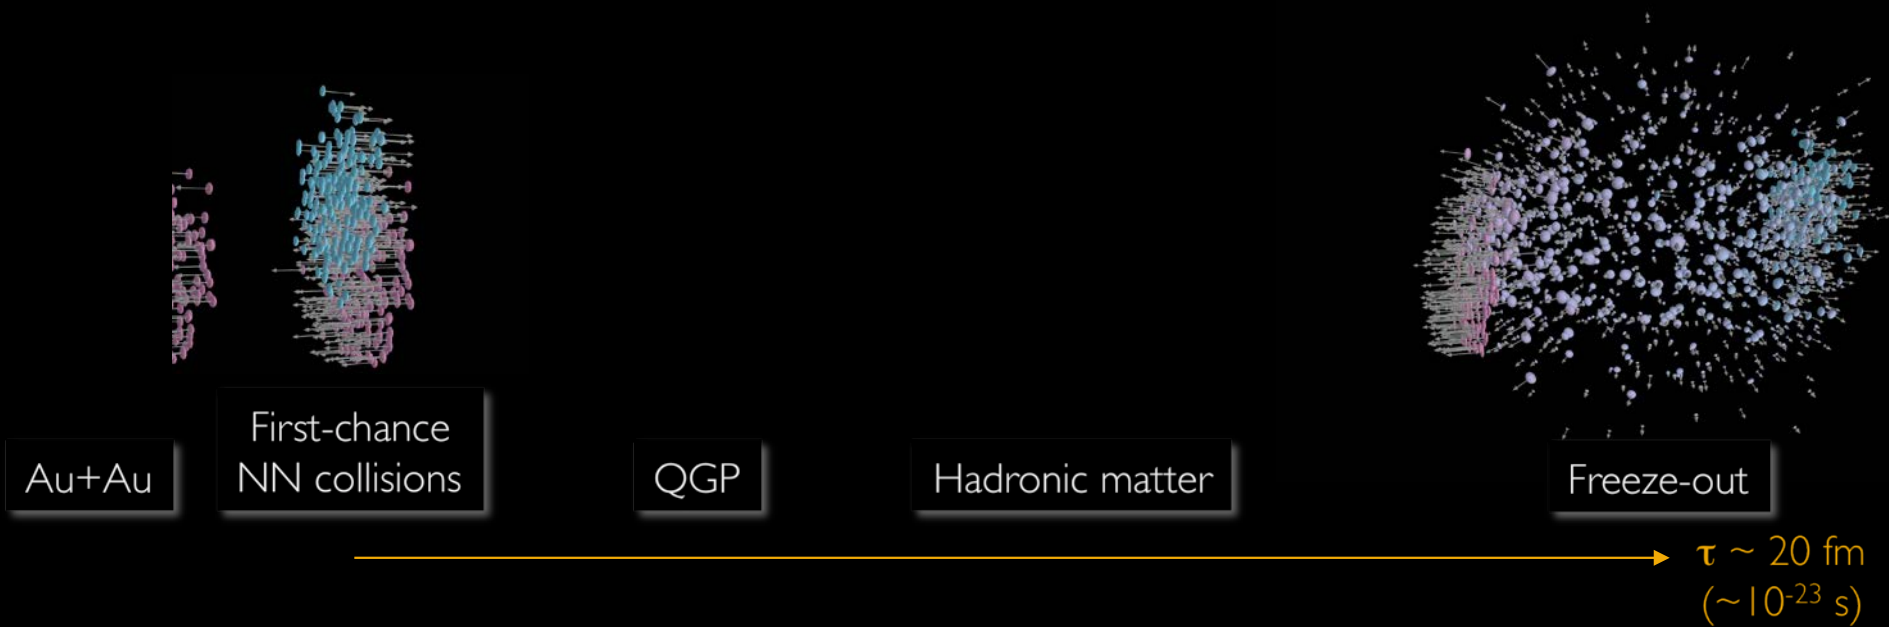 Au+Au
First-chance
NN collisions
QGP
Hadronic matter
Freeze-out
τ ~ 20 fm
(~10⁻²³ s)